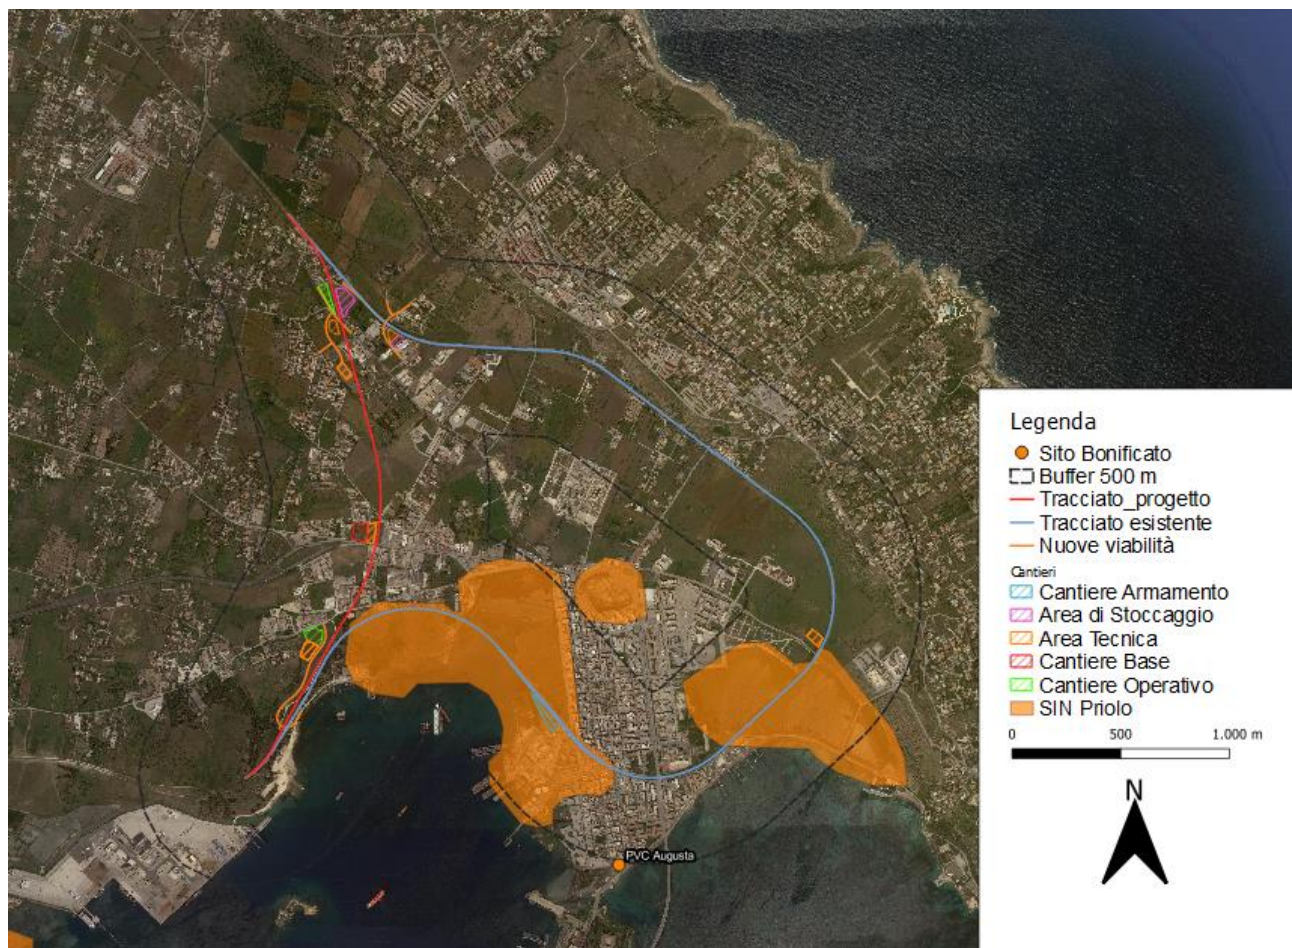 Legenda
Sito Bonificato
Buffer 500 m
Tracciato_progetto
Tracciato esistente
Nuove viabilità
Cantieri
Cantiere Armamento
Area di Stoccaggio
Area Tecnica
Cantiere Base
Cantiere Operativo
SIN Priolo
0 500 1.000 m
N
PVC Augusta